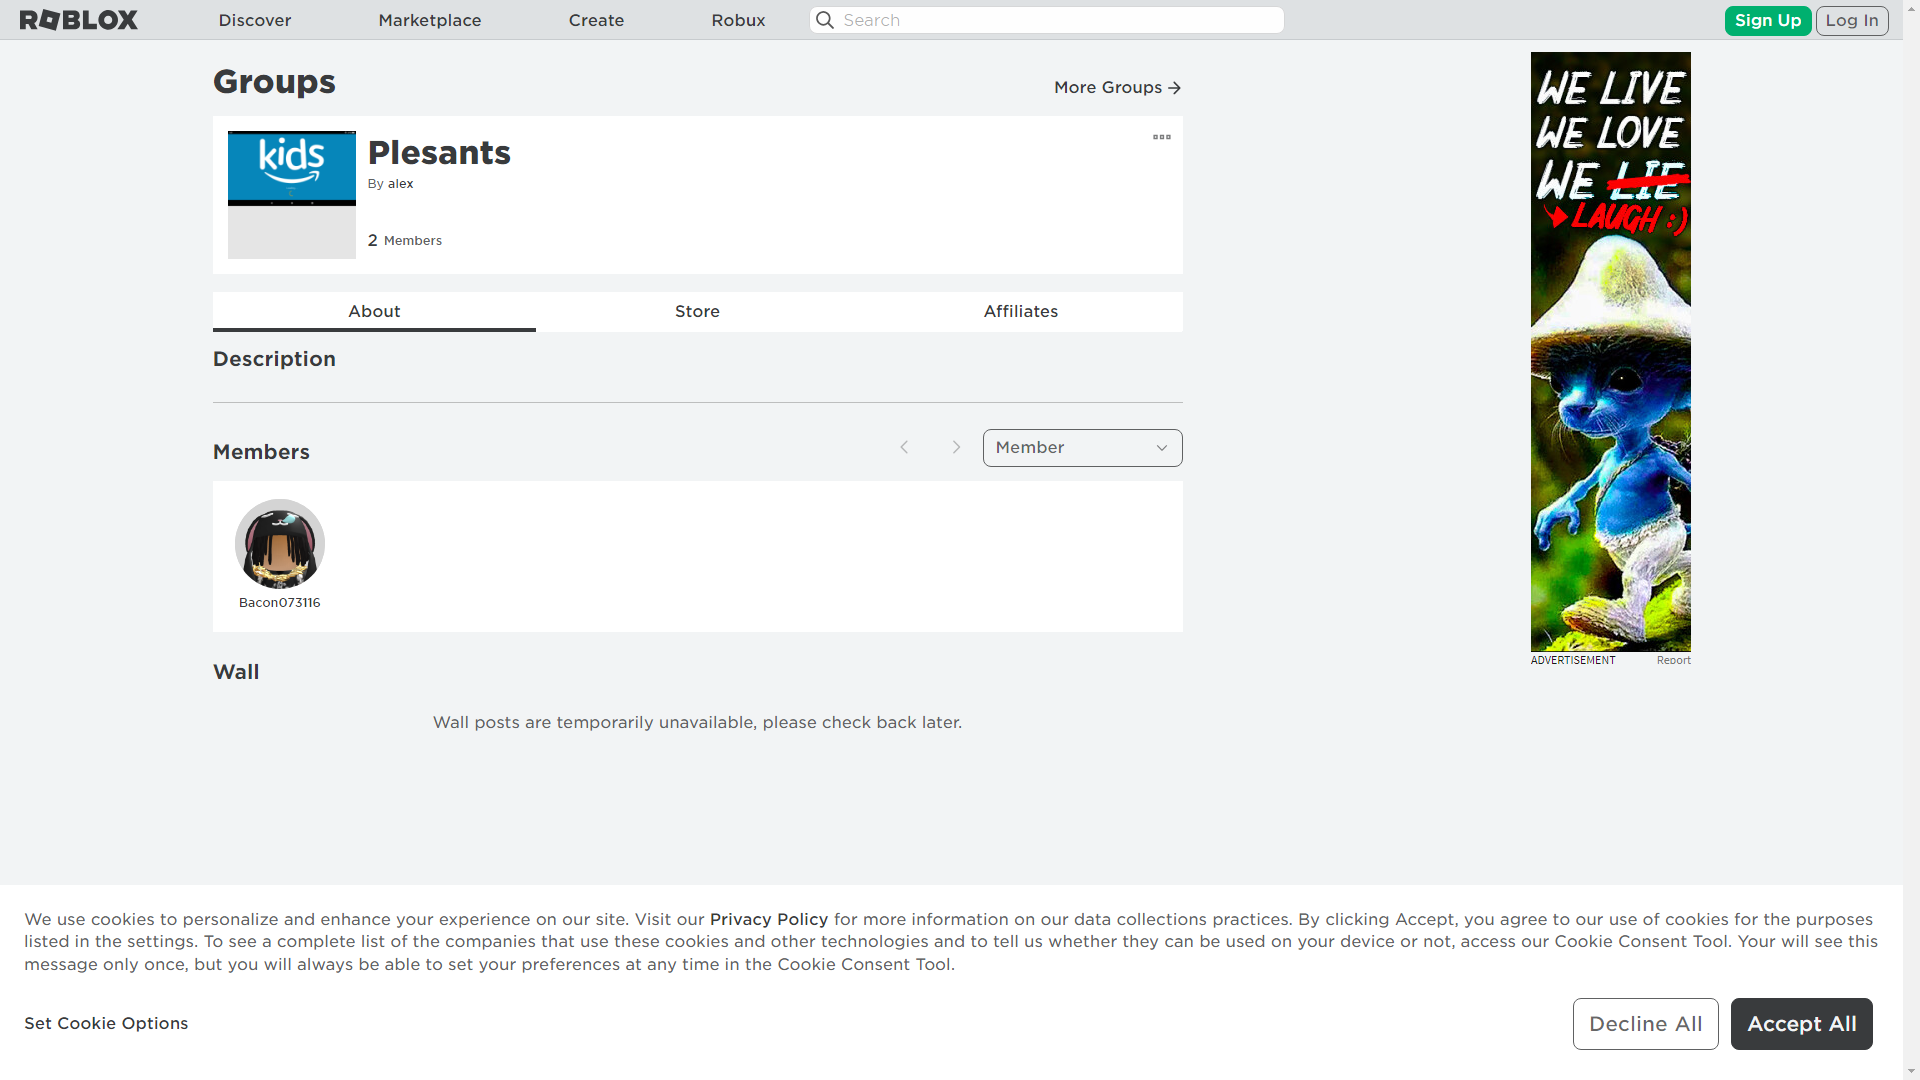 ROBLOX
Discover
Marketplace
Create
Robux
Search
Sign Up
Log In
Groups
More Groups
kids
Plesants
By alex
2 Members
About
Store
Affiliates
Description
Members
Member
Bacon073116
Wall
Wall posts are temporarily unavailable, please check back later.
WE LIVE
WE LOVE
WE LIE
LAUGH :)
ADVERTISEMENT
Report
We use cookies to personalize and enhance your experience on our site. Visit our Privacy Policy for more information on our data collections practices. By clicking Accept, you agree to our use of cookies for the purposes
listed in the settings. To see a complete list of the companies that use these cookies and other technologies and to tell us whether they can be used on your device or not, access our Cookie Consent Tool. Your will see this
message only once, but you will always be able to set your preferences at any time in the Cookie Consent Tool.
Set Cookie Options
Decline All
Accept All